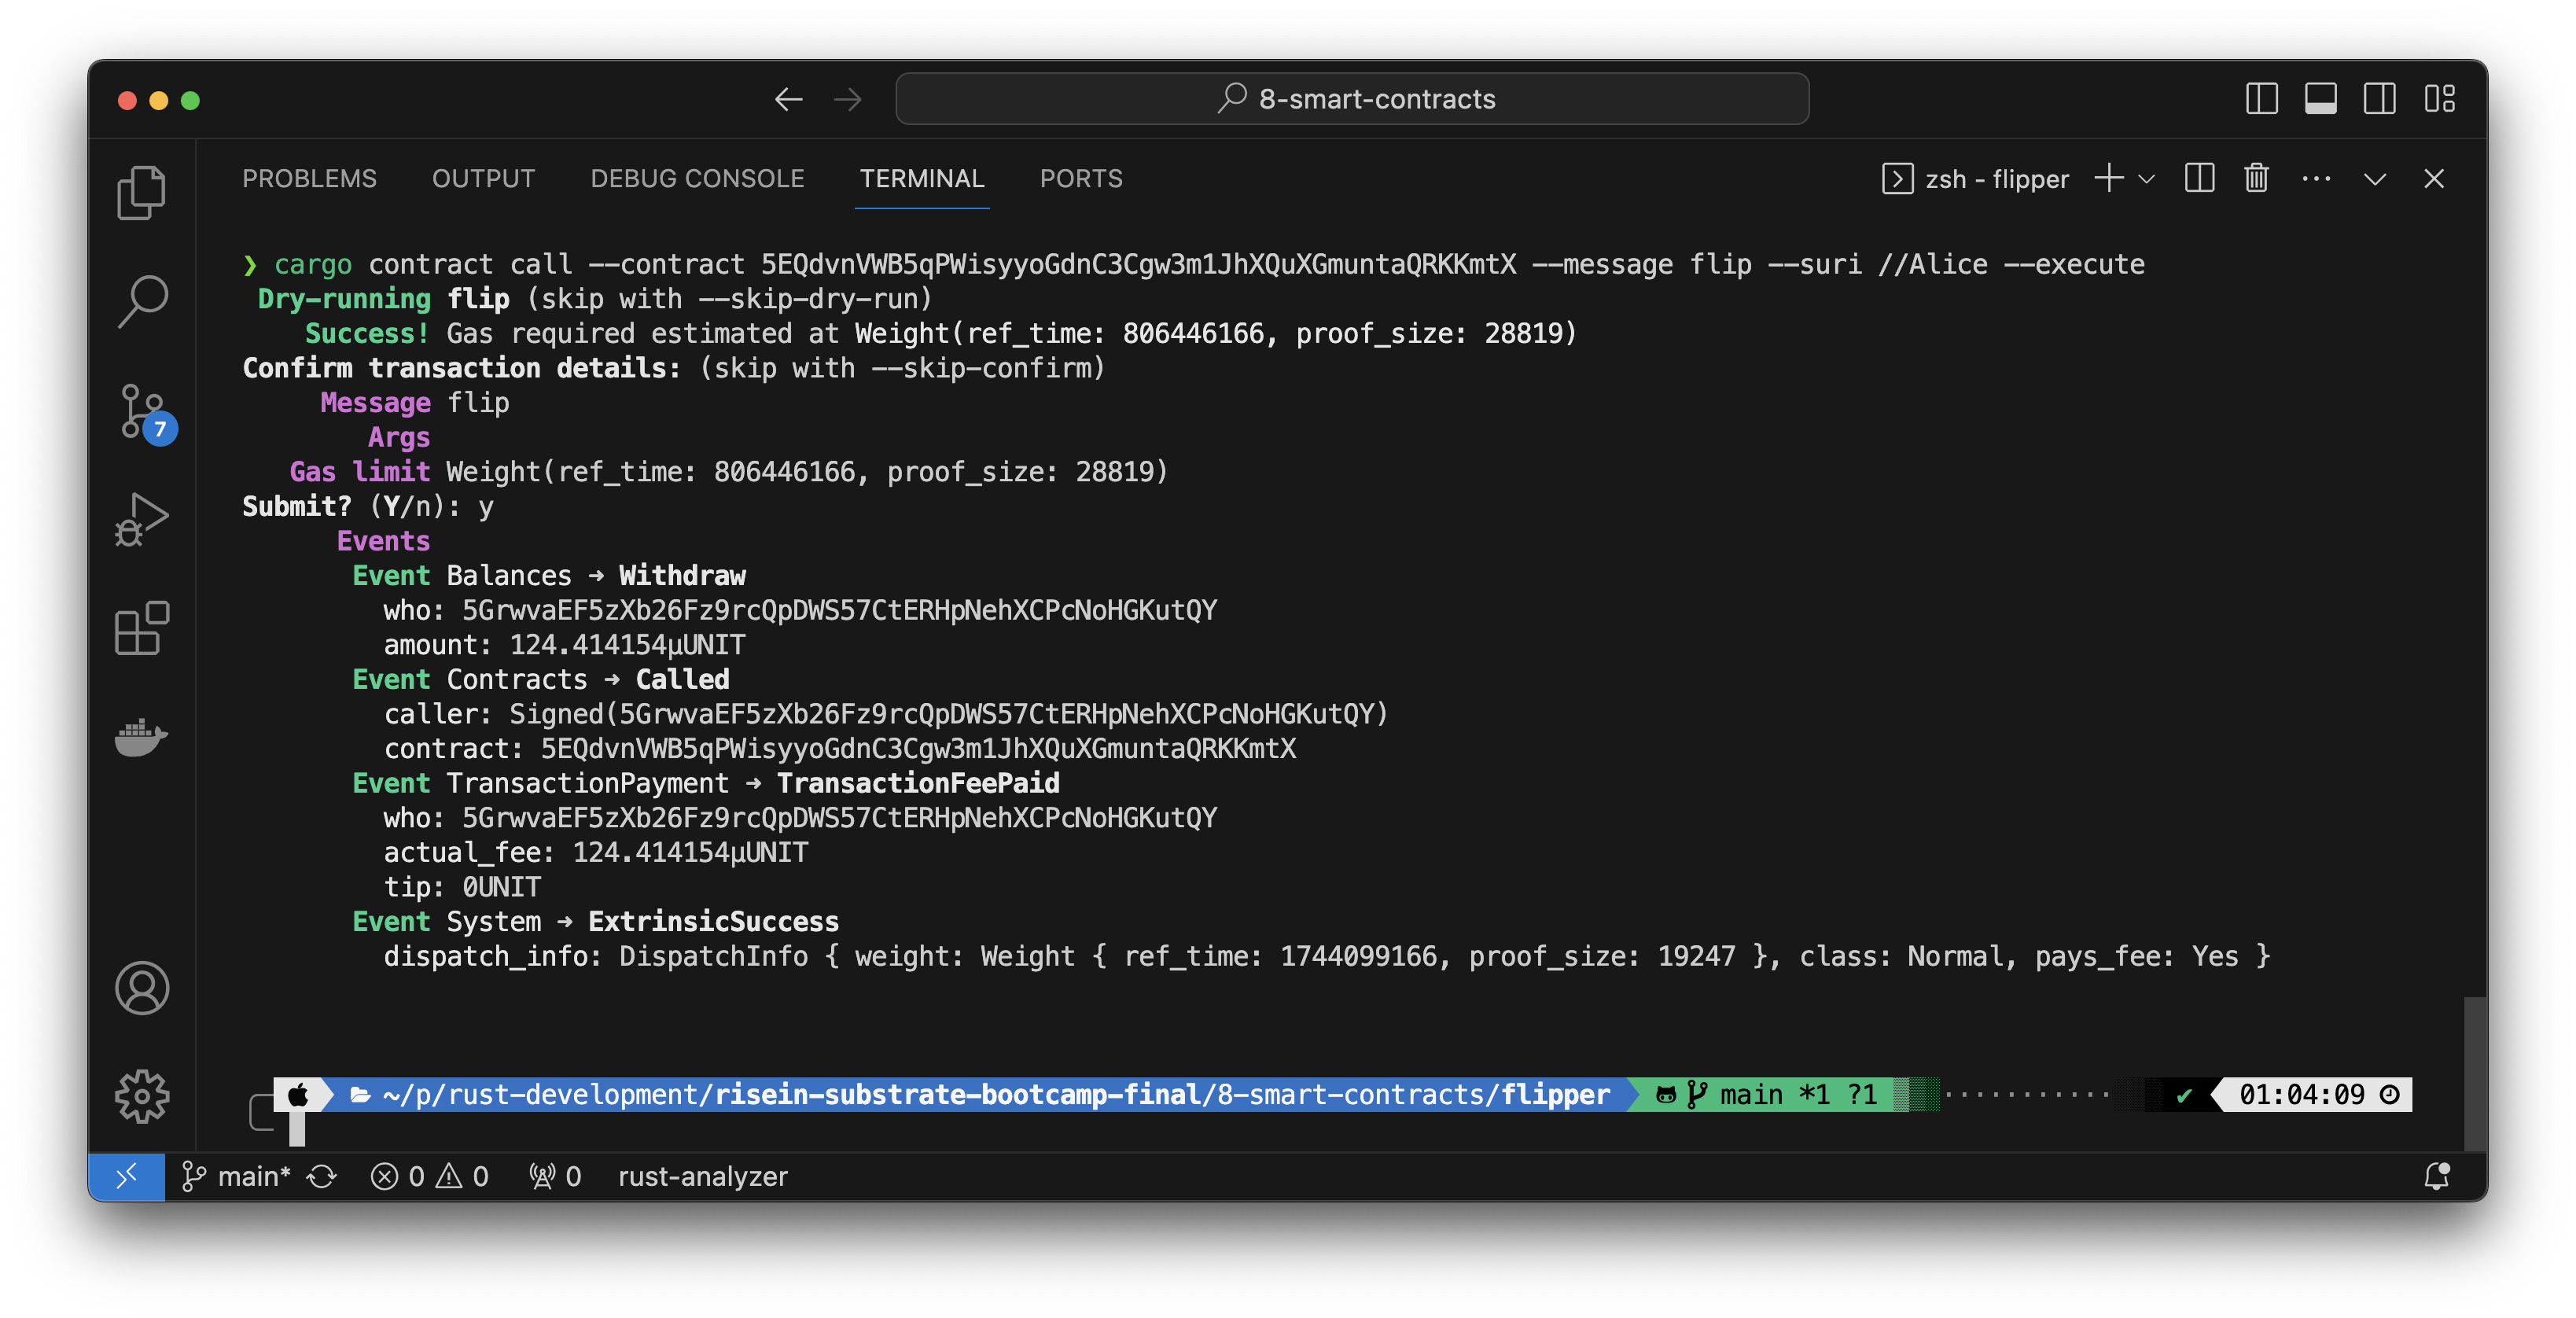 8-smart-contracts
PROBLEMS OUTPUT DEBUG CONSOLE TERMINAL PORTS zsh - flipper
❯ cargo contract call --contract 5EQdvnVWB5qPWisyyoGdnC3Cgw3m1JhXQuXGmuntaQRKKmtX --message flip --suri //Alice --execute
Dry-running flip (skip with --skip-dry-run)
Success! Gas required estimated at Weight(ref_time: 806446166, proof_size: 28819)
Confirm transaction details: (skip with --skip-confirm)
Message flip
Args
Gas limit Weight(ref_time: 806446166, proof_size: 28819)
Submit? (Y/n): y
Events
Event Balances ➜ Withdraw
who: 5GrwvaEF5zXb26Fz9rcQpDWS57CtERHpNehXCPcNoHGKutQY
amount: 124.414154μUNIT
Event Contracts ➜ Called
caller: Signed(5GrwvaEF5zXb26Fz9rcQpDWS57CtERHpNehXCPcNoHGKutQY)
contract: 5EQdvnVWB5qPWisyyoGdnC3Cgw3m1JhXQuXGmuntaQRKKmtX
Event TransactionPayment ➜ TransactionFeePaid
who: 5GrwvaEF5zXb26Fz9rcQpDWS57CtERHpNehXCPcNoHGKutQY
actual_fee: 124.414154μUNIT
tip: 0UNIT
Event System ➜ ExtrinsicSuccess
dispatch_info: DispatchInfo { weight: Weight { ref_time: 1744099166, proof_size: 19247 }, class: Normal, pays_fee: Yes }
7
~/p/rust-development/risein-substrate-bootcamp-final/8-smart-contracts/flipper main *1 ?1 ✔ 01:04:09
main* 0 0 0 rust-analyzer